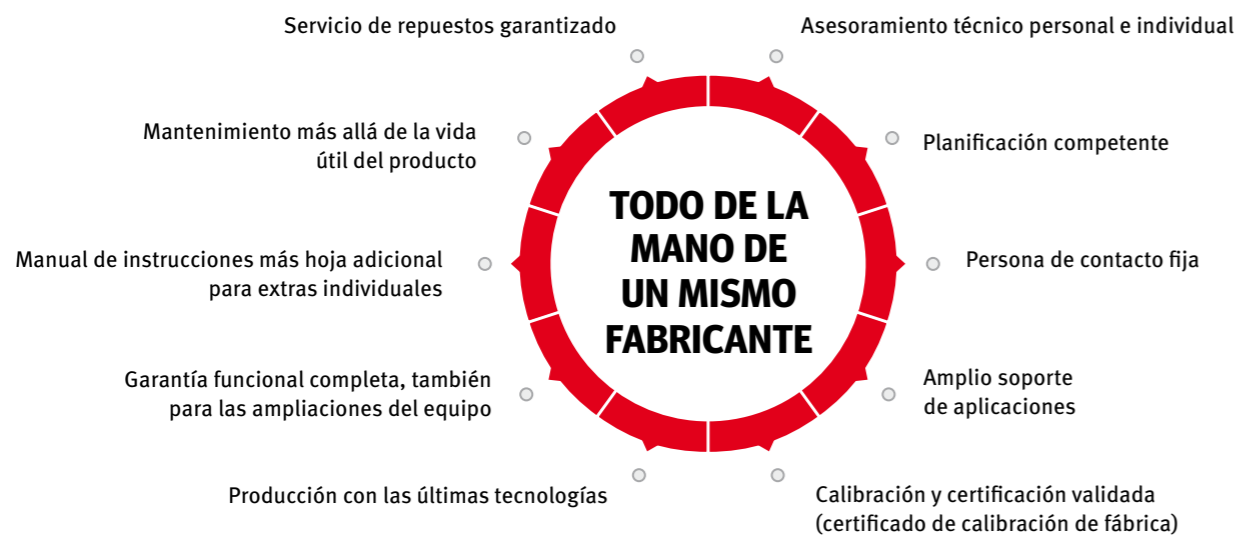 Servicio de repuestos garantizado
Asesoramiento técnico personal e individual
Mantenimiento más allá de la vida
útil del producto
Planificación competente
TODO DE LA
MANO DE
UN MISMO
FABRICANTE
Manual de instrucciones más hoja adicional
para extras individuales
Persona de contacto fija
Garantía funcional completa, también
para las ampliaciones del equipo
Amplio soporte
de aplicaciones
Producción con las últimas tecnologías
Calibración y certificación validada
(certificado de calibración de fábrica)